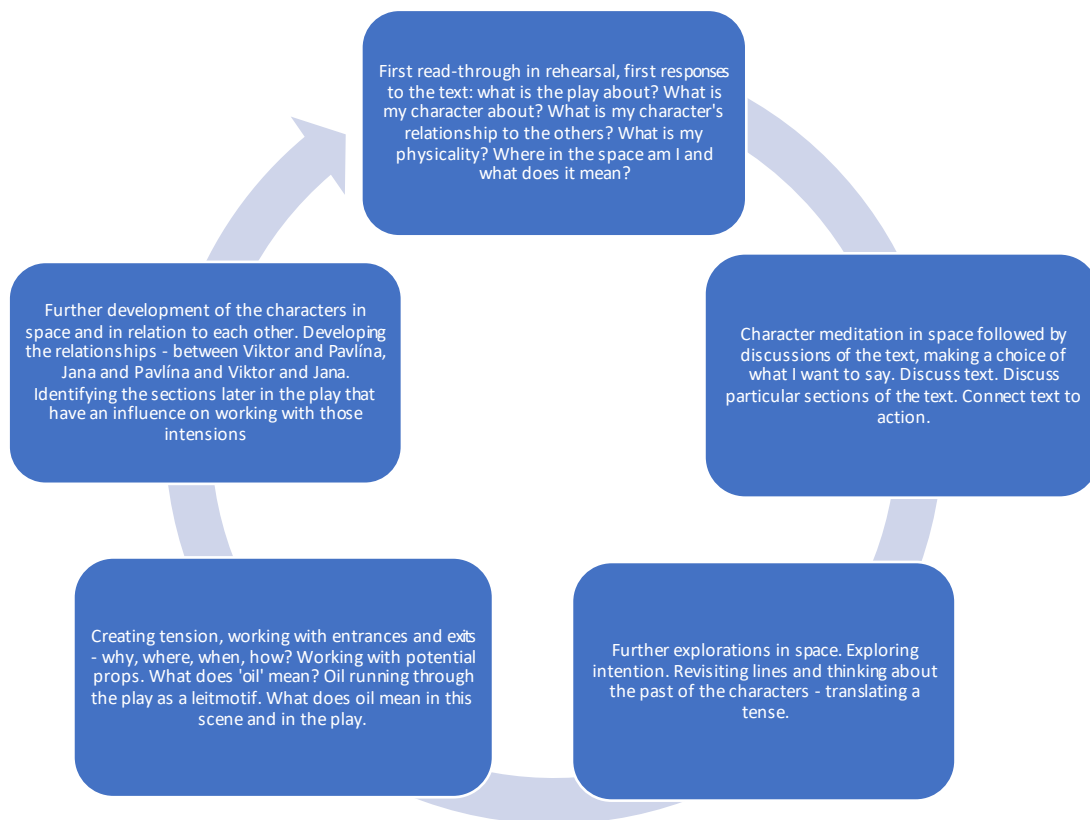 First read-through in rehearsal, first responses
to the text: what is the play about? What is
my character about? What is my character's
relationship to the others? What is my
physicality? Where in the space am I and
what does it mean?
Character meditation in space followed by
discussions of the text, making a choice of
what I want to say. Discuss text. Discuss
particular sections of the text. Connect text to
action.
Further explorations in space. Exploring
intention. Revisiting lines and thinking about
the past of the characters - translating a
tense.
Creating tension, working with entrances and exits
- why, where, when, how? Working with potential
props. What does 'oil' mean? Oil running through
the play as a leitmotif. What does oil mean in this
scene and in the play.
Further development of the characters in
space and in relation to each other. Developing
the relationships - between Viktor and Pavlína,
Jana and Pavlína and Viktor and Jana.
Identifying the sections later in the play that
have an influence on working with those
intensions